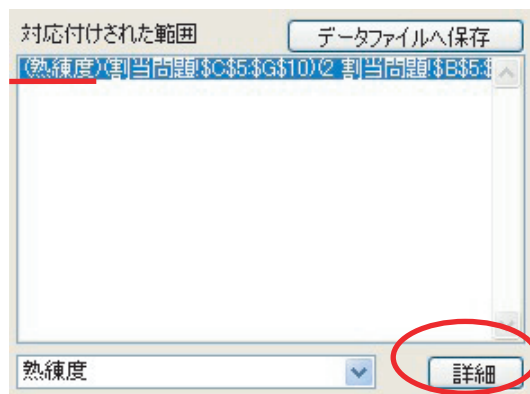 対応付けされた範囲
データファイルへ保存
(熟練度)(割当問題!$C$5:$G$10)(2 割当問題!$B$5:$
熟練度
詳細